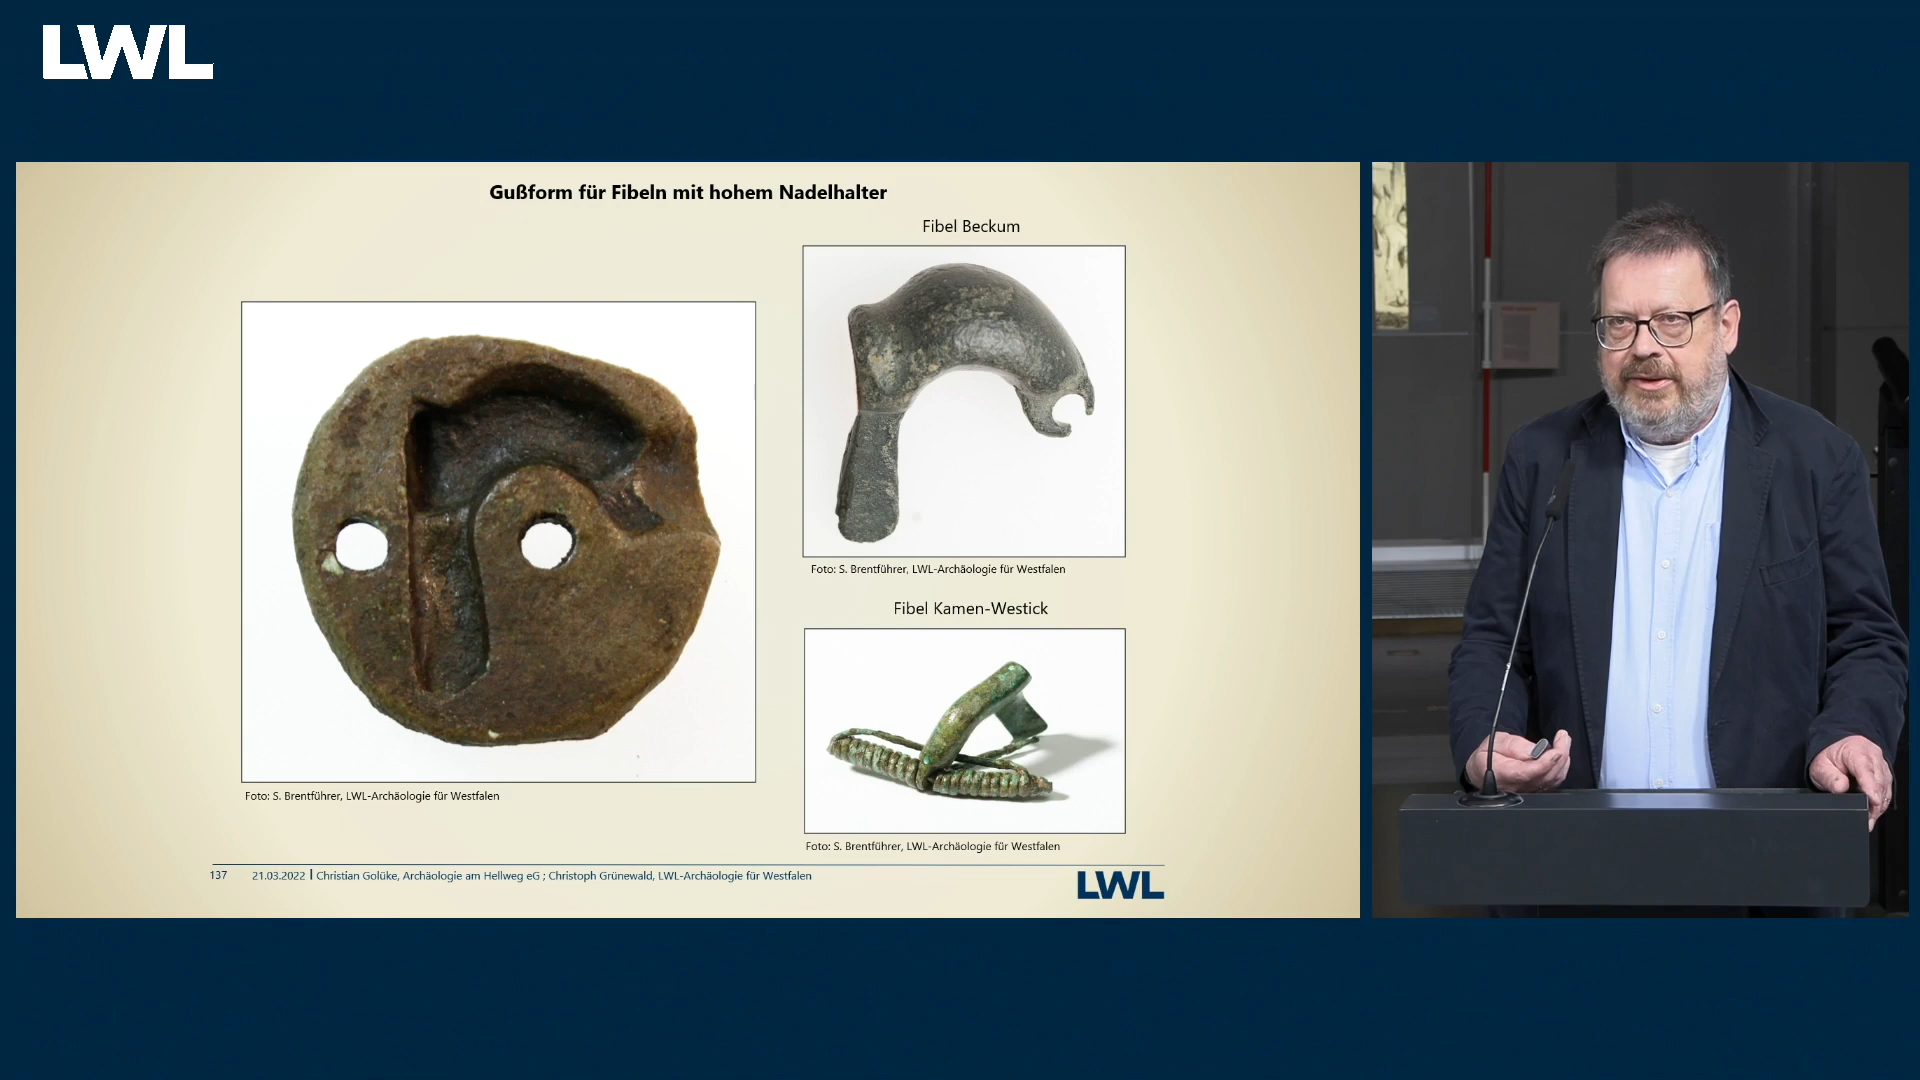 LWL
Gußform für Fibeln mit hohem Nadelhalter
Fibel Beckum
Foto: S. Brentführer, LWL-Archäologie für Westfalen
Fibel Kamen-Westick
Foto: S. Brentführer, LWL-Archäologie für Westfalen
Foto: S. Brentführer, LWL-Archäologie für Westfalen
137 21.03.2022 | Christian Golüke, Archäologie am Hellweg eG ; Christoph Grünewald, LWL-Archäologie für Westfalen
LWL